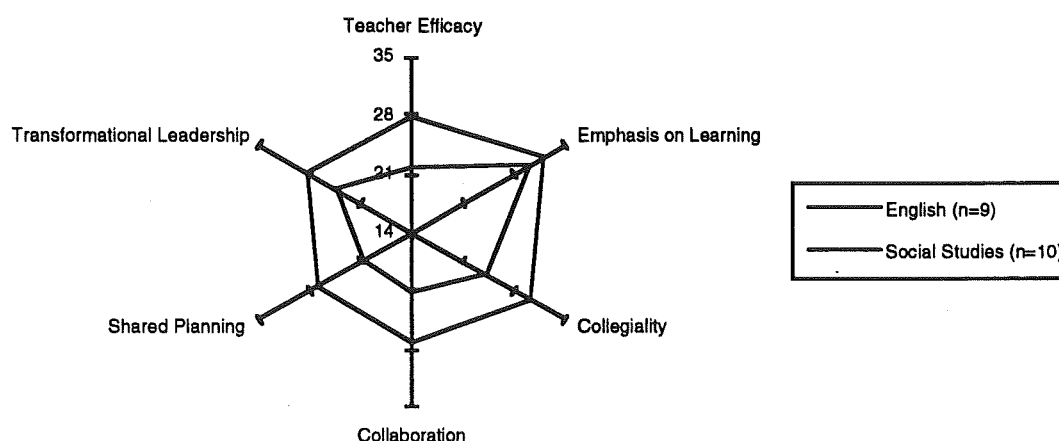 Teacher Efficacy
35
28
Transformational Leadership
Emphasis on Learning
21
English (n=9)
14
Social Studies (n=10)
Shared Planning
Collegiality
Collaboration